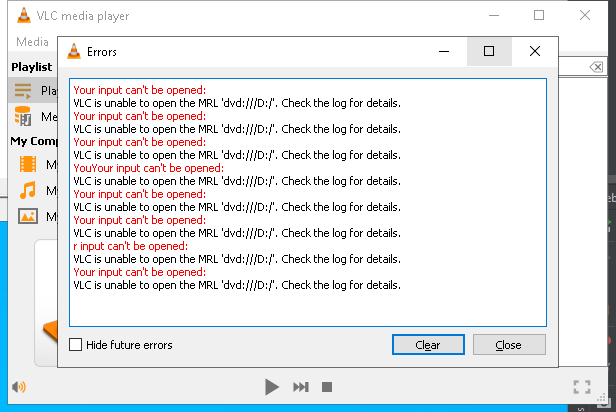 VLC media player
Media
Errors
Playlist
Pla
Me
My Comp
My
My
My
Your input can't be opened:
VLC is unable to open the MRL 'dvd:///D:/'. Check the log for details.
Your input can't be opened:
VLC is unable to open the MRL 'dvd:///D:/'. Check the log for details.
Your input can't be opened:
VLC is unable to open the MRL 'dvd:///D:/'. Check the log for details.
YouYour input can't be opened:
VLC is unable to open the MRL 'dvd:///D:/'. Check the log for details.
Your input can't be opened:
VLC is unable to open the MRL 'dvd:///D:/'. Check the log for details.
Your input can't be opened:
VLC is unable to open the MRL 'dvd:///D:/'. Check the log for details.
r input can't be opened:
VLC is unable to open the MRL 'dvd:///D:/'. Check the log for details.
Your input can't be opened:
VLC is unable to open the MRL 'dvd:///D:/'. Check the log for details.
Hide future errors
Clear
Close